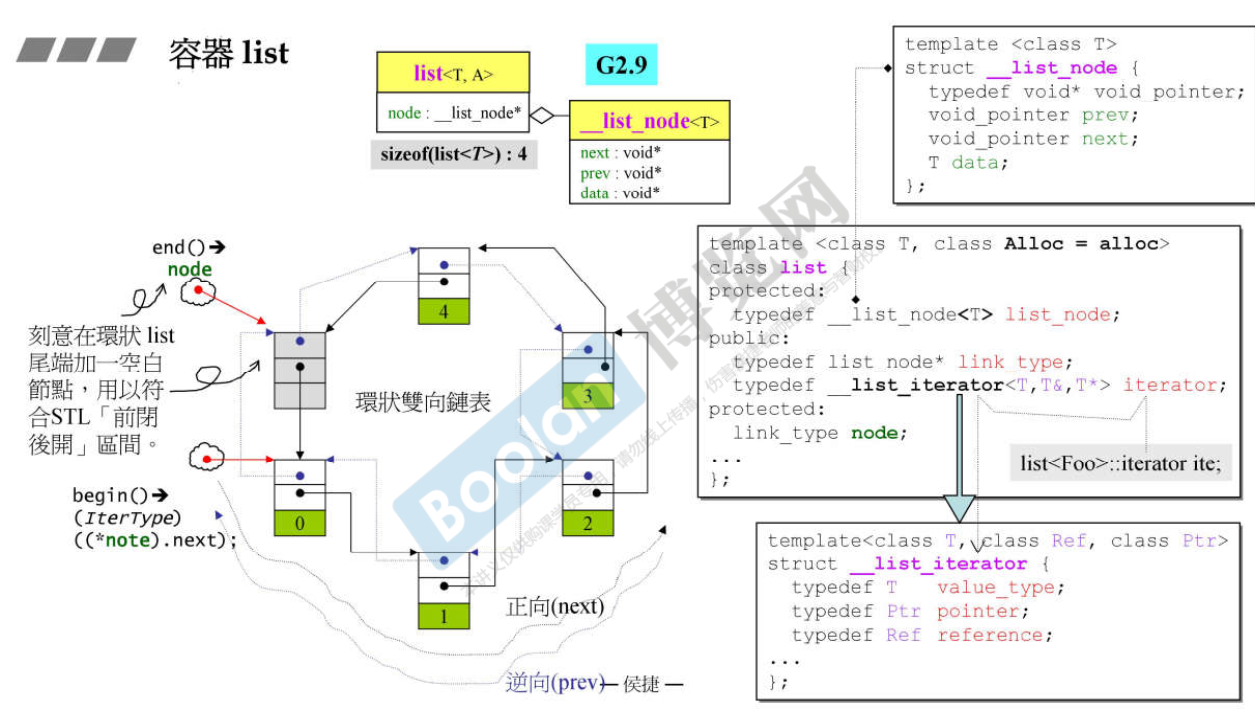 容器 list
list<T, A>
node : __list_node*
sizeof(list<T>) : 4
G2.9
__list_node<T>
next : void*
prev : void*
data : void*
template <class T>
struct __list_node {
typedef void* void_pointer;
void_pointer prev;
void_pointer next;
T data;
};
end()➔
node
刻意在環狀 list
尾端加一空白
節點，用以符
合STL「前閉
後開」區間。
begin()➔
(IterType)
((*note).next);
4
3
環狀雙向鏈表
0
2
1
正向(next)
逆向(prev)
— 侯捷 —
template <class T, class Alloc = alloc>
class list {
protected:
typedef __list_node<T> list_node;
public:
typedef list_node* link_type;
typedef __list_iterator<T,T&,T*> iterator;
protected:
link_type node;
...
};
list<Foo>::iterator ite;
template<class T, class Ref, class Ptr>
struct __list_iterator {
typedef T value_type;
typedef Ptr pointer;
typedef Ref reference;
...
};
Boolan
博览网